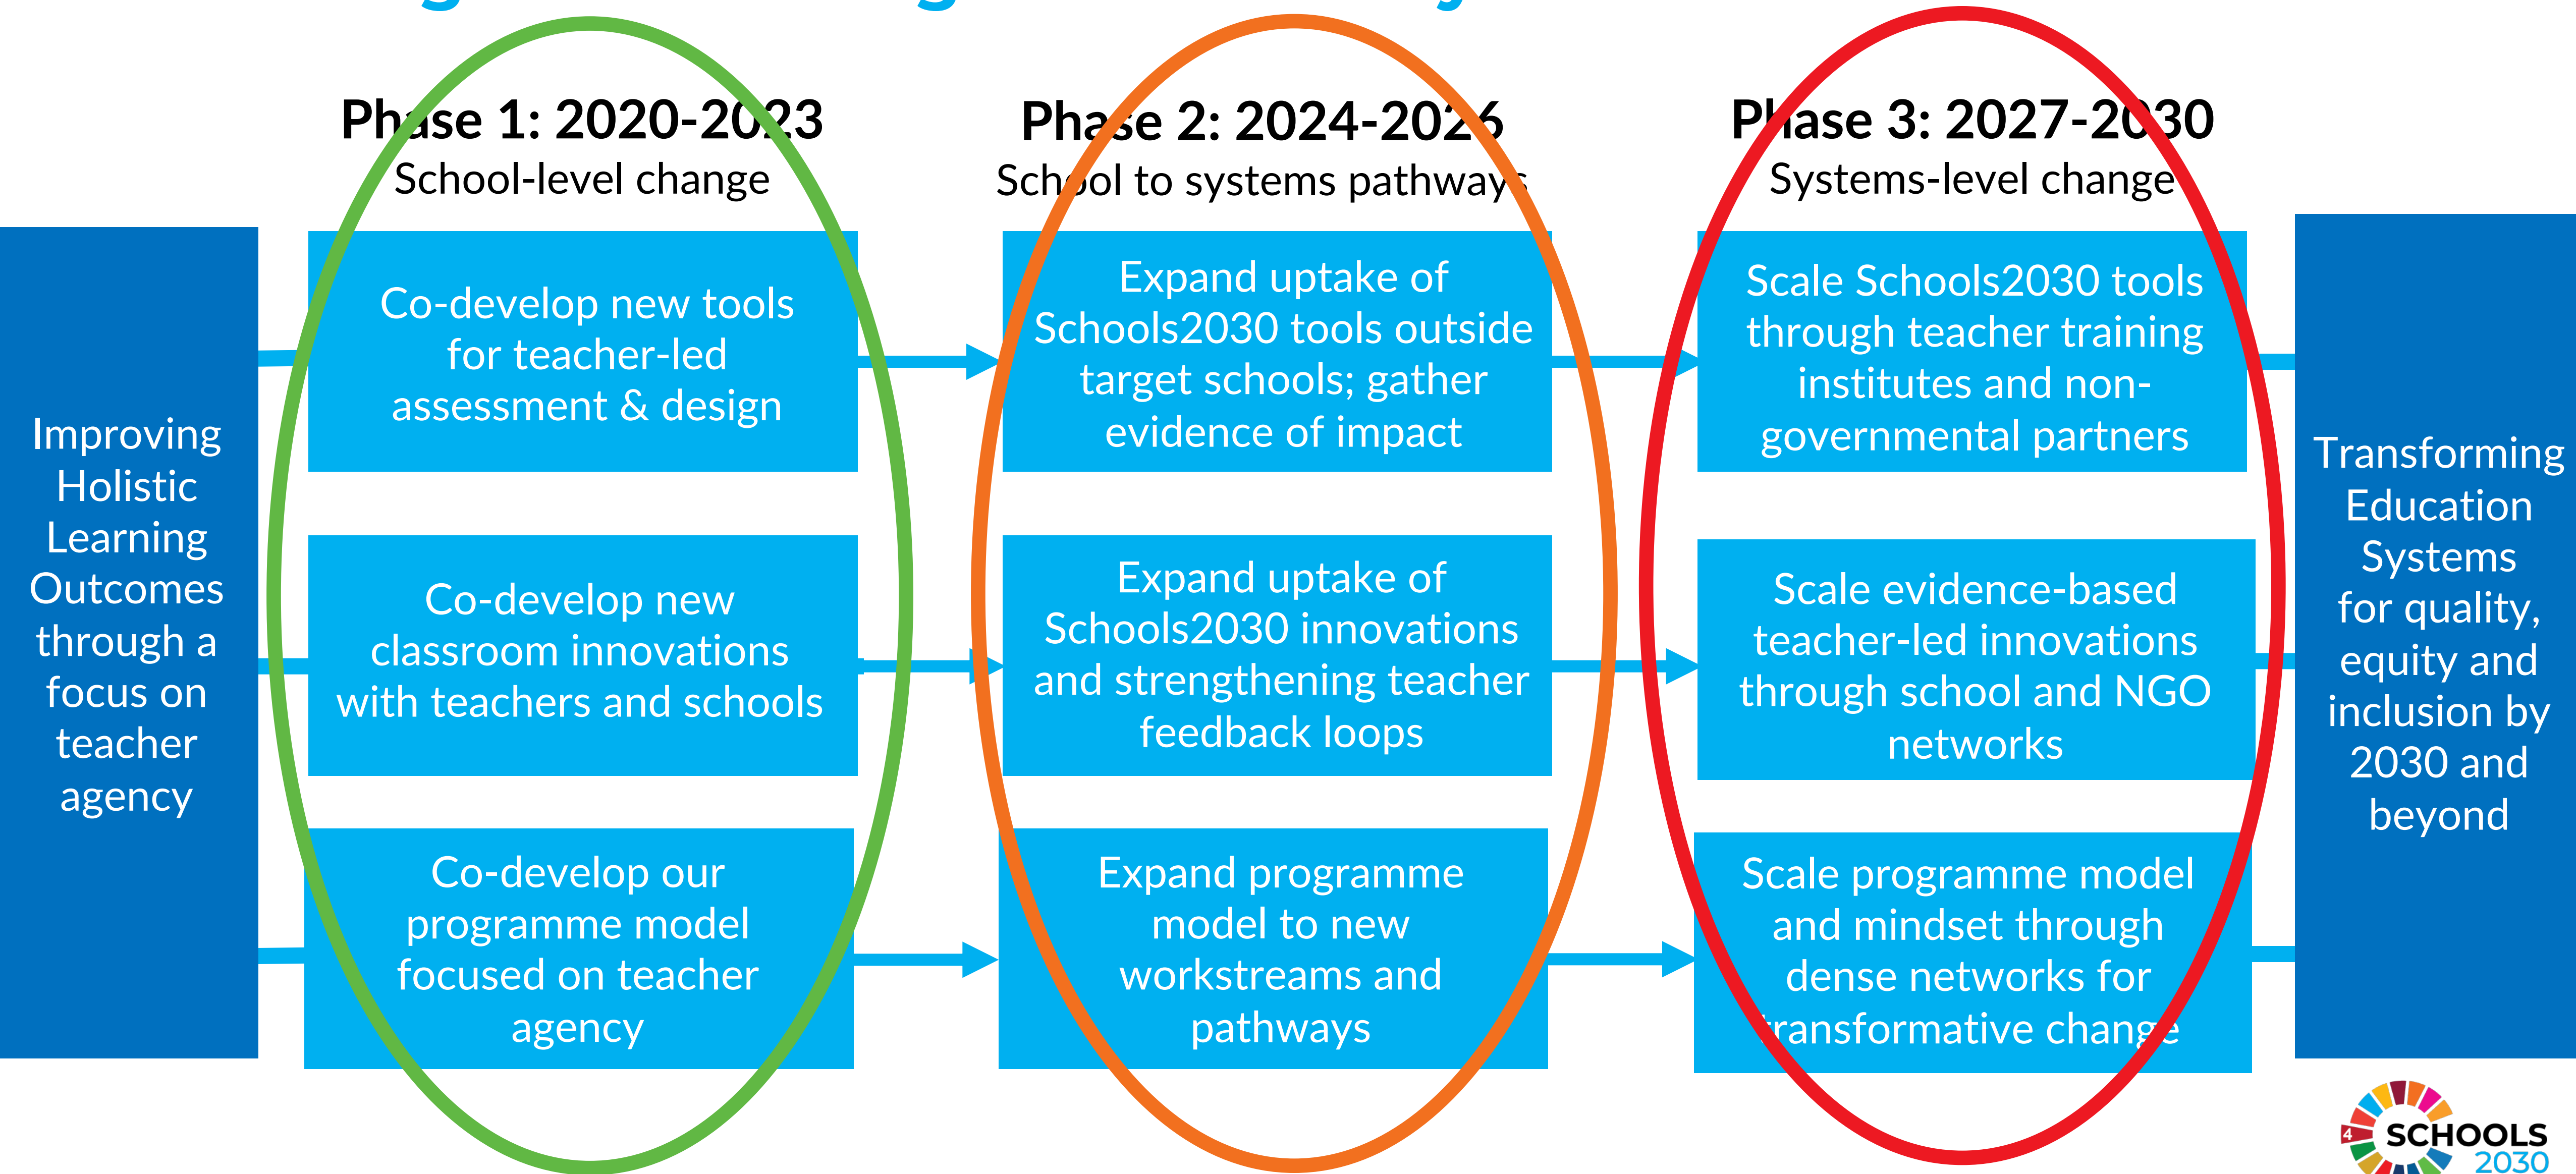 Improving
Holistic
Learning
Outcomes
through a
focus on
teacher
agency
Phase 1: 2020-2023
School-level change
Co-develop new tools
for teacher-led
assessment & design
Co-develop new
classroom innovations
with teachers and schools
Co-develop our
programme model
focused on teacher
agency
Phase 2: 2024-2026
School to systems pathways
Expand uptake of
Schools2030 tools outside
target schools; gather
evidence of impact
Expand uptake of
Schools2030 innovations
and strengthening teacher
feedback loops
Expand programme
model to new
workstreams and
pathways
Phase 3: 2027-2030
Systems-level change
Scale Schools2030 tools
through teacher training
institutes and non-
governmental partners
Scale evidence-based
teacher-led innovations
through school and NGO
networks
Scale programme model
and mindset through
dense networks for
transformative change
Transforming
Education
Systems
for quality,
equity and
inclusion by
2030 and
beyond
4
SCHOOLS
2030